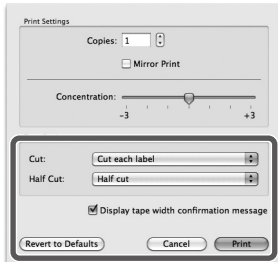 Print Settings
Copies: 1
Mirror Print
Concentration:
-3 +3
Cut: Cut each label
Half Cut: Half cut
Display tape width confirmation message
Revert to Defaults Cancel Print